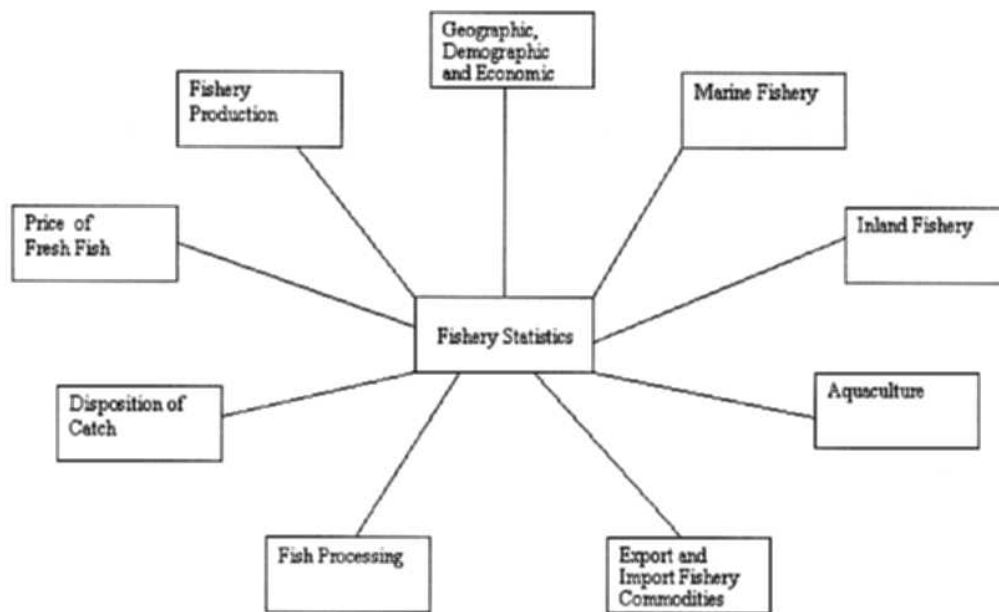 Geographic,
Demographic
and Economic
Fishery
Production
Marine Fishery
Price of
Fresh Fish
Inland Fishery
Fishery Statistics
Disposition of
Catch
Aquaculture
Fish Processing
Export and
Import Fishery
Commodities